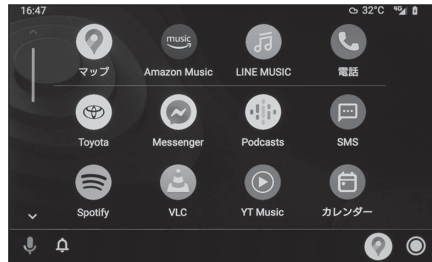 16:47
32°C 4G
music
マップ Amazon Music LINE MUSIC 電話
Toyota Messenger Podcasts SMS
Spotify VLC YT Music カレンダー